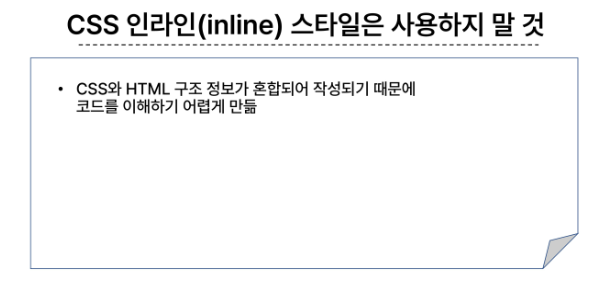 CSS 인라인(inline) 스타일은 사용하지 말 것
• CSS와 HTML 구조 정보가 혼합되어 작성되기 때문에
코드를 이해하기 어렵게 만듦